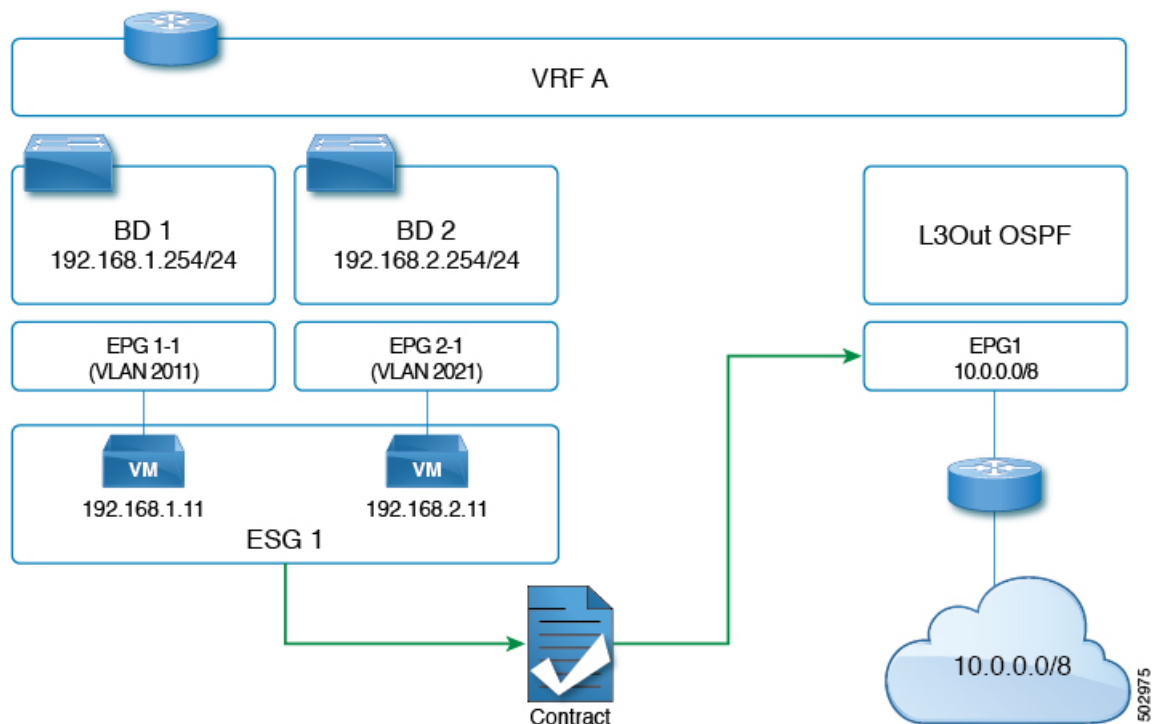 VRF A
BD 1
192.168.1.254/24
BD 2
192.168.2.254/24
L3Out OSPF
EPG 1-1
(VLAN 2011)
EPG 2-1
(VLAN 2021)
EPG1
10.0.0.0/8
VM
192.168.1.11
VM
192.168.2.11
ESG 1
Contract
10.0.0.0/8
502975